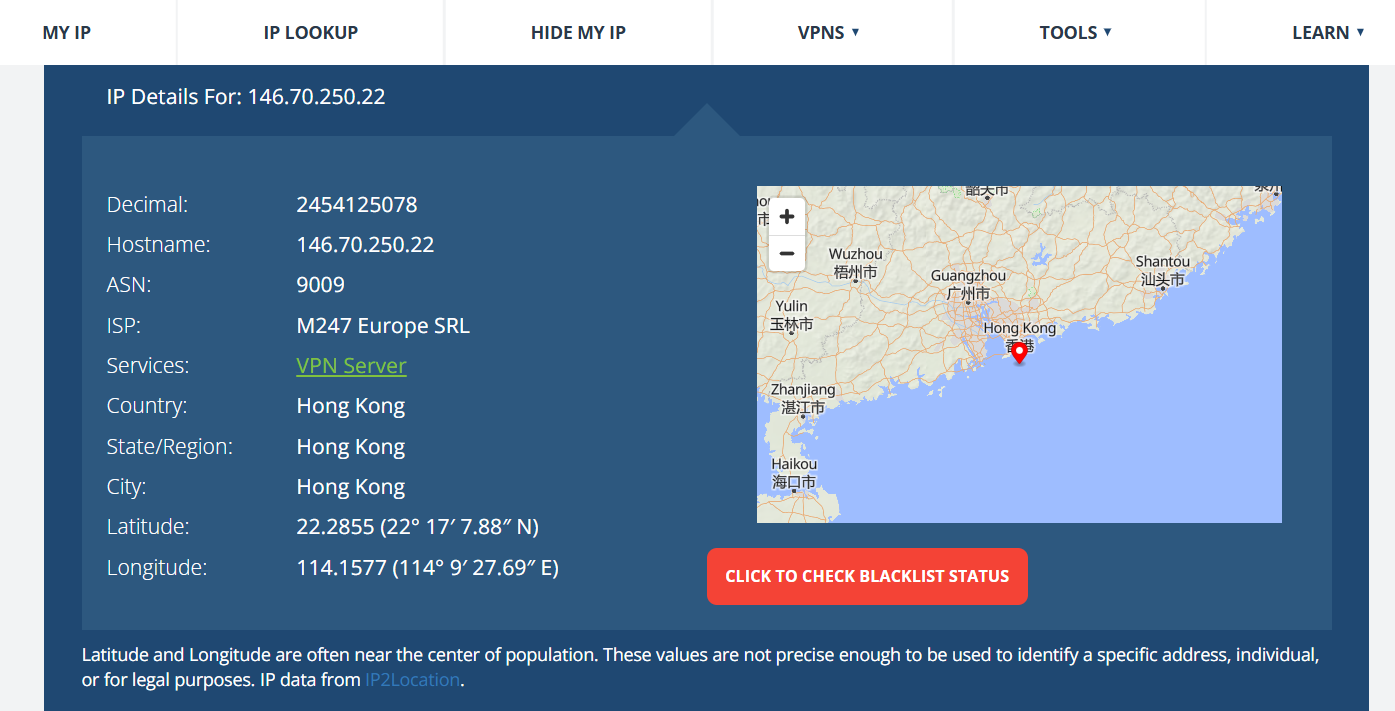 MY IP
IP LOOKUP
HIDE MY IP
VPNS ▼
TOOLS ▼
LEARN ▼
IP Details For: 146.70.250.22
Decimal: 2454125078
Hostname: 146.70.250.22
ASN: 9009
ISP: M247 Europe SRL
Services: VPN Server
Country: Hong Kong
State/Region: Hong Kong
City: Hong Kong
Latitude: 22.2855 (22° 17′ 7.88″ N)
Longitude: 114.1577 (114° 9′ 27.69″ E)
+
−
韶关市
Wuzhou
梧州市
Guangzhou
广州市
Shantou
汕头市
Yulin
玉林市
Hong Kong
香港
Zhanjiang
湛江市
Haikou
海口市
CLICK TO CHECK BLACKLIST STATUS
Latitude and Longitude are often near the center of population. These values are not precise enough to be used to identify a specific address, individual,
or for legal purposes. IP data from IP2Location.